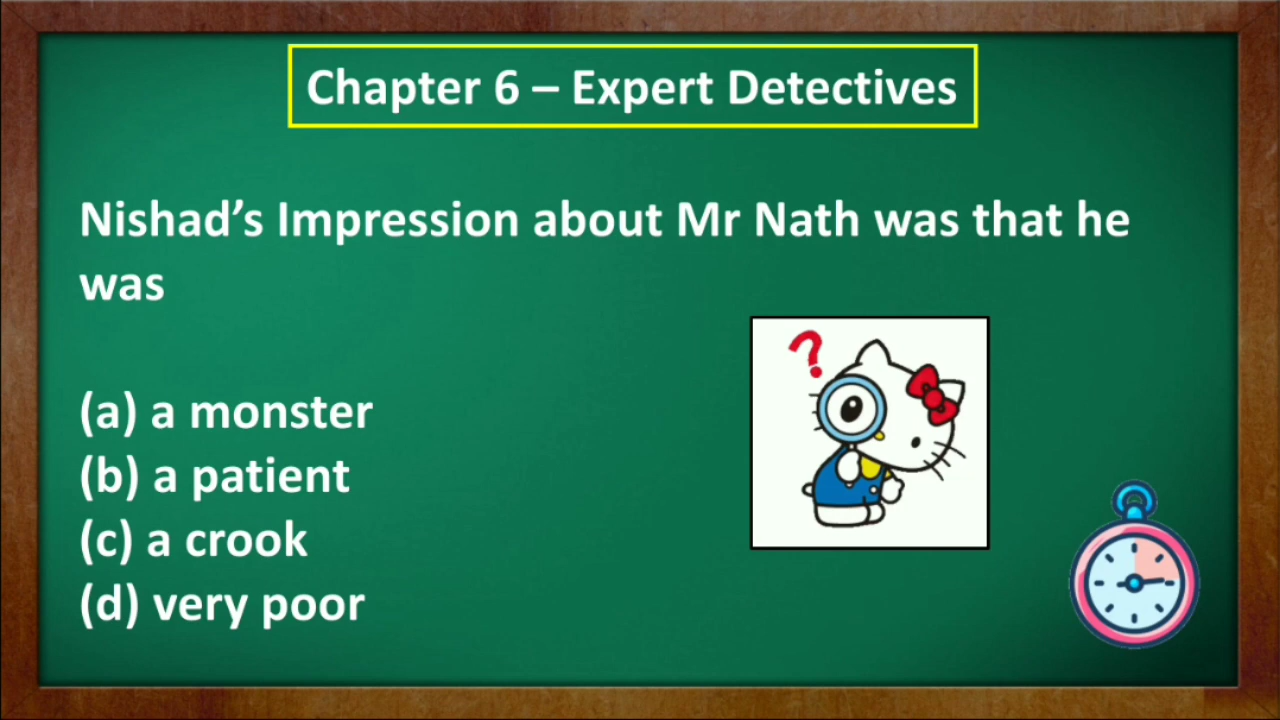 Chapter 6 – Expert Detectives
Nishad’s Impression about Mr Nath was that he
was
?
(a) a monster
(b) a patient
(c) a crook
(d) very poor